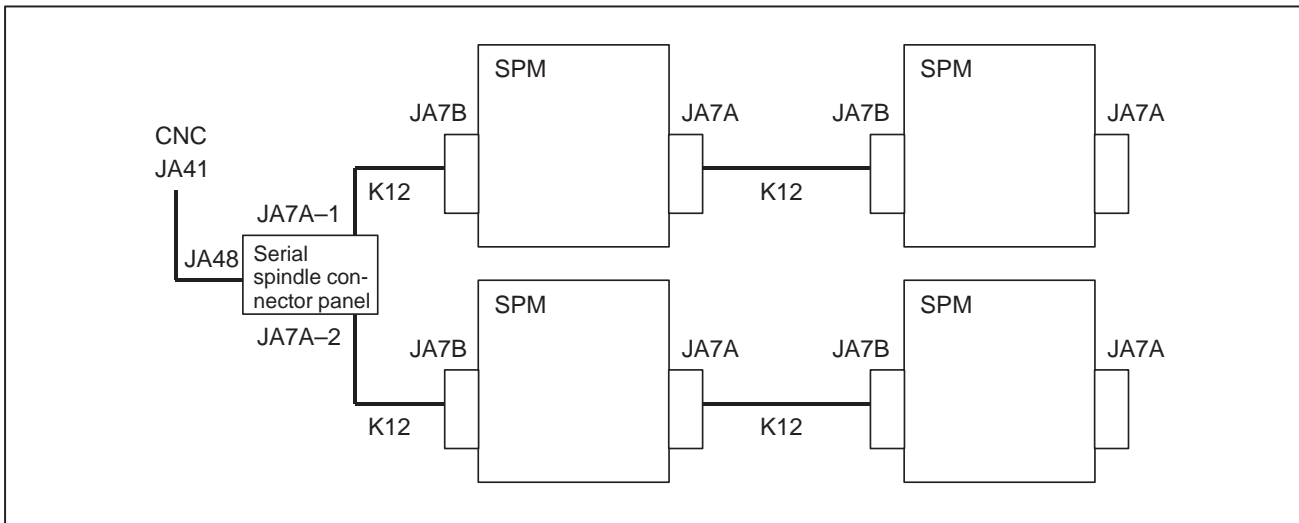 SPM
SPM
JA7B
JA7A
JA7B
JA7A
CNC
JA41
K12
K12
JA7A–1
JA48
Serial
spindle con-
nector panel
SPM
SPM
JA7A–2
JA7B
JA7A
JA7B
JA7A
K12
K12